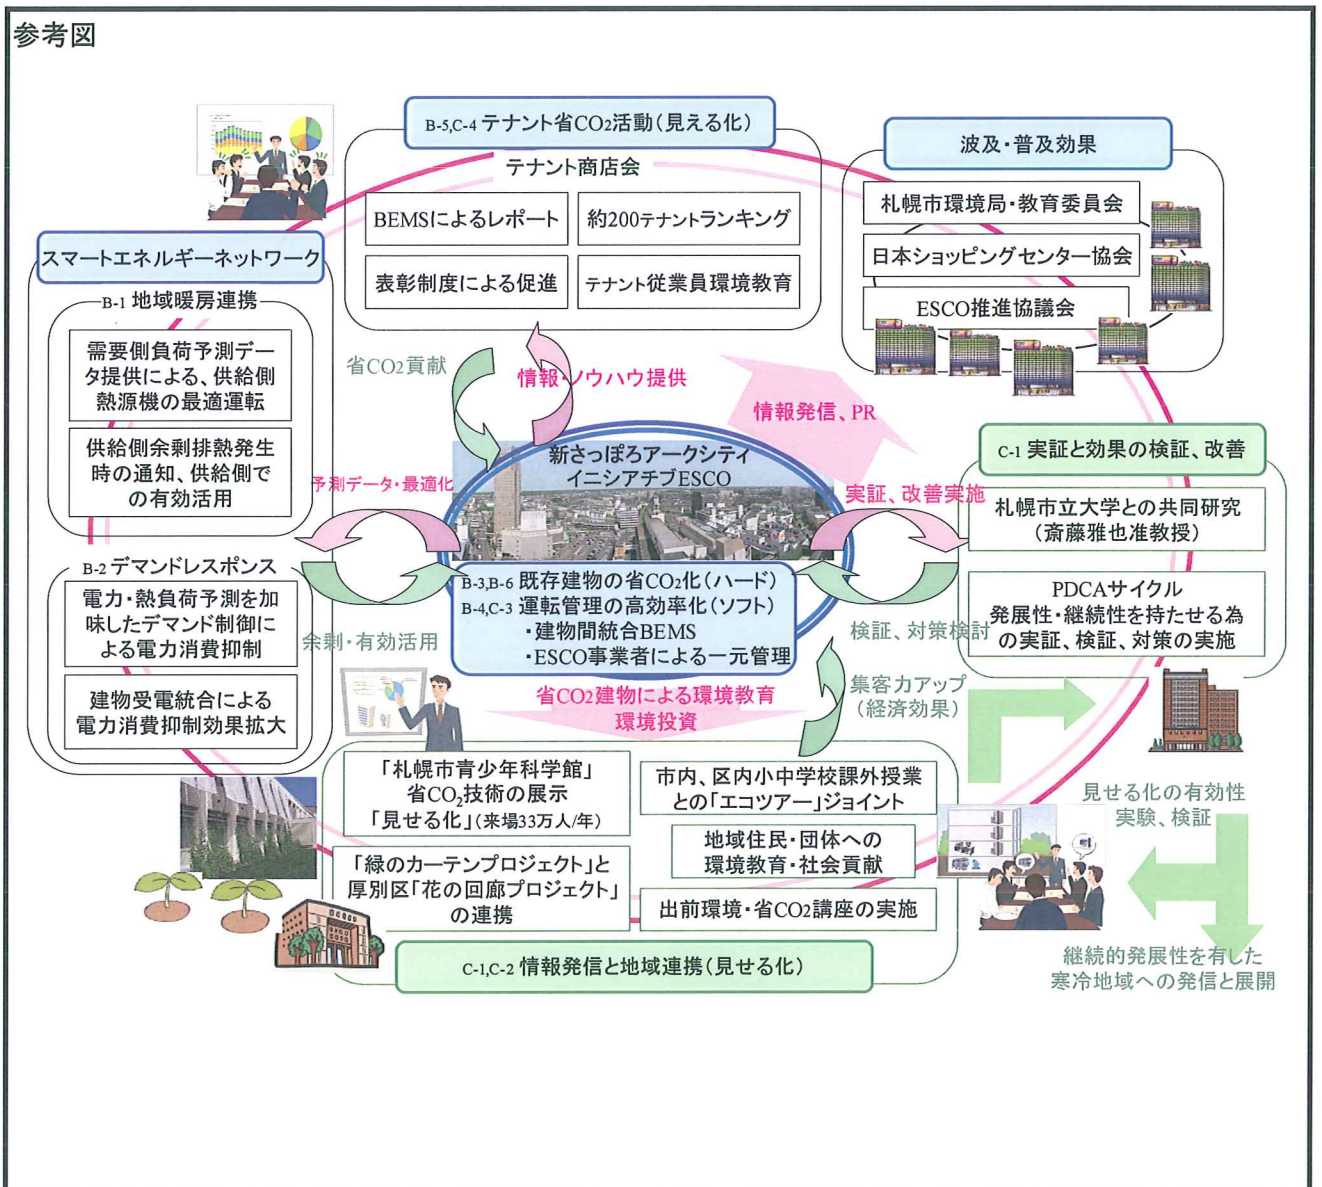 参考図
B-5,C-4 テナント省CO2活動(見える化)
テナント商店会
BEMSによるレポート
約200テナントランキング
表彰制度による促進
テナント従業員環境教育
波及・普及効果
札幌市環境局・教育委員会
日本ショッピングセンター協会
ESCO推進協議会
スマートエネルギーネットワーク
B-1 地域暖房連携
需要側負荷予測デー
タ提供による、供給側
熱源機の最適運転
供給側余剰排熱発生
時の通知、供給側で
の有効活用
B-2 デマンドレスポンス
電力・熱負荷予測を加
味したデマンド制御に
よる電力消費抑制
建物受電統合による
電力消費抑制効果拡大
省CO2貢献
情報・ノウハウ提供
情報発信、PR
予測データ・最適化
余剰・有効活用
新さっぽろアークシティ
イニシアチブESCO
B-3,B-6 既存建物の省CO2化(ハード)
B-4,C-3 運転管理の高効率化(ソフト)
・建物間統合BEMS
・ESCO事業者による一元管理
実証、改善実施
検証、対策検討
C-1 実証と効果の検証、改善
札幌市立大学との共同研究
(斎藤雅也准教授)
PDCAサイクル
発展性・継続性を持たせる為
の実証、検証、対策の実施
省CO2建物による環境教育
環境投資
集客力アップ
(経済効果)
「札幌市青少年科学館」
省CO2技術の展示
「見せる化」(来場33万人/年)
市内、区内小中学校課外授業
との「エコツアー」ジョイント
地域住民・団体への
環境教育・社会貢献
「緑のカーテンプロジェクト」と
厚別区「花の回廊プロジェクト」
の連携
出前環境・省CO2講座の実施
C-1,C-2 情報発信と地域連携(見せる化)
見せる化の有効性
実験、検証
継続的発展性を有した
寒冷地域への発信と展開